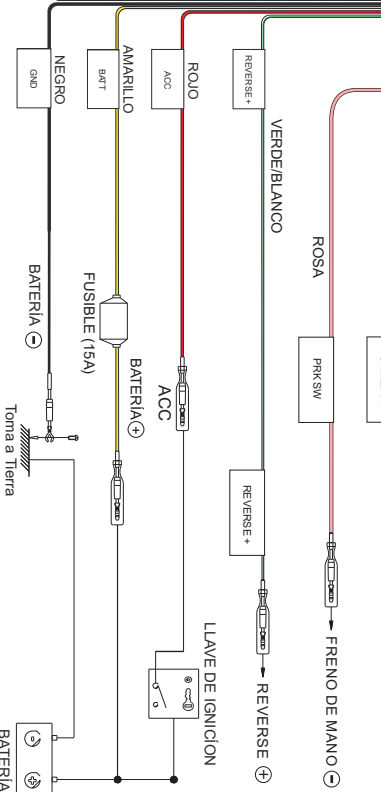 PRK SW
FRENO DE MANO ⊖
ROSA
VERDE/BLANCO
REVERSE+
REVERSE+
REVERSE ⊕
LLAVE DE IGNICÍON
ROJO
ACC
ACC
AMARILLO
BATT
BATERÍA ⊕
FUSIBLE (15A)
NEGRO
GND
BATERÍA ⊖
Toma a Tierra
BATERÍA